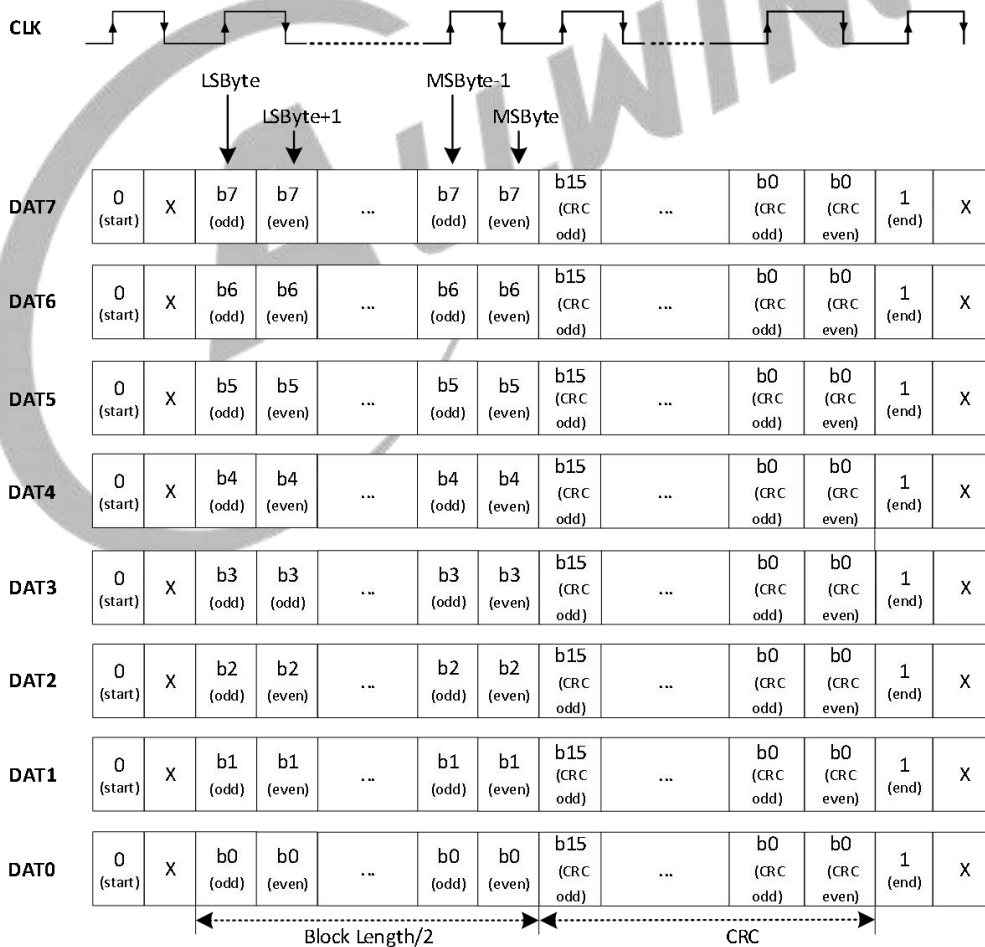 CLK
ALLWIN
LSByte MSByte-1
LSByte+1 MSByte
DAT7 0 X b7 b7 ... b7 b7 b15 ... b0 b0 1 X
(start) (odd) (even) (odd) (even) (CRC (CRC (CRC (end)
odd) odd) even)
DAT6 0 X b6 b6 ... b6 b6 b15 ... b0 b0 1 X
(start) (odd) (even) (odd) (even) (CRC (CRC (CRC (end)
odd) odd) even)
DAT5 0 X b5 b5 ... b5 b5 b15 ... b0 b0 1 X
(start) (odd) (even) (odd) (even) (CRC (CRC (CRC (end)
odd) odd) even)
DAT4 0 X b4 b4 ... b4 b4 b15 ... b0 b0 1 X
(start) (odd) (even) (odd) (even) (CRC (CRC (CRC (end)
odd) odd) even)
DAT3 0 X b3 b3 ... b3 b3 b15 ... b0 b0 1 X
(start) (odd) (odd) (odd) (even) (CRC (CRC (CRC (end)
odd) odd) even)
DAT2 0 X b2 b2 ... b2 b2 b15 ... b0 b0 1 X
(start) (odd) (even) (odd) (even) (CRC (CRC (CRC (end)
odd) odd) even)
DAT1 0 X b1 b1 ... b1 b1 b15 ... b0 b0 1 X
(start) (odd) (even) (odd) (even) (CRC (CRC (CRC (end)
odd) odd) even)
DAT0 0 X b0 b0 ... b0 b0 b15 ... b0 b0 1 X
(start) (odd) (even) (odd) (even) (CRC (CRC (CRC (end)
odd) odd) even)
Block Length/2 CRC